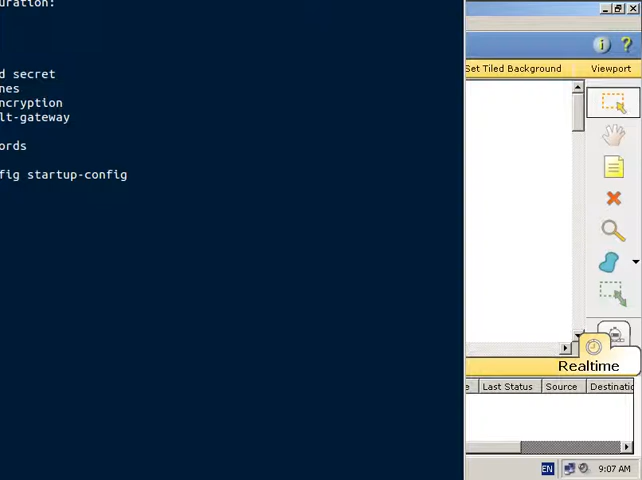 uration:
d secret
nes
ncryption
lt-gateway
ords
fig startup-config
Set Tiled Background Viewport
Realtime
e Last Status Source Destinatio
EN 9:07 AM